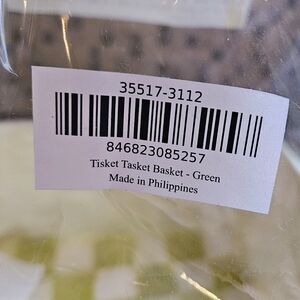 35517-3112
846823085257
Tisket Tasket Basket - Green
Made in Philippines